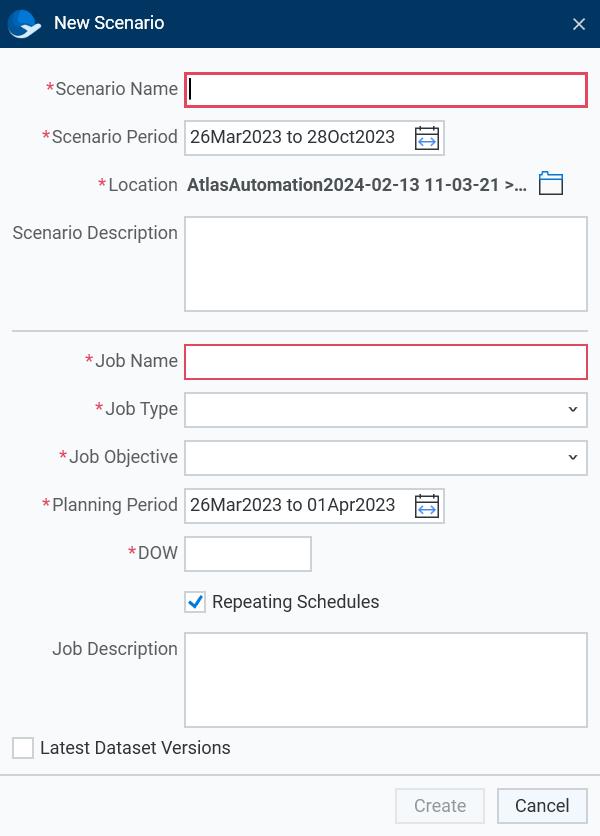 New Scenario
*Scenario Name
*Scenario Period 26Mar2023 to 28Oct2023
*Location AtlasAutomation2024-02-13 11-03-21 >...
Scenario Description
*Job Name
*Job Type
*Job Objective
*Planning Period 26Mar2023 to 01Apr2023
*DOW
Repeating Schedules
Job Description
Latest Dataset Versions
Create Cancel